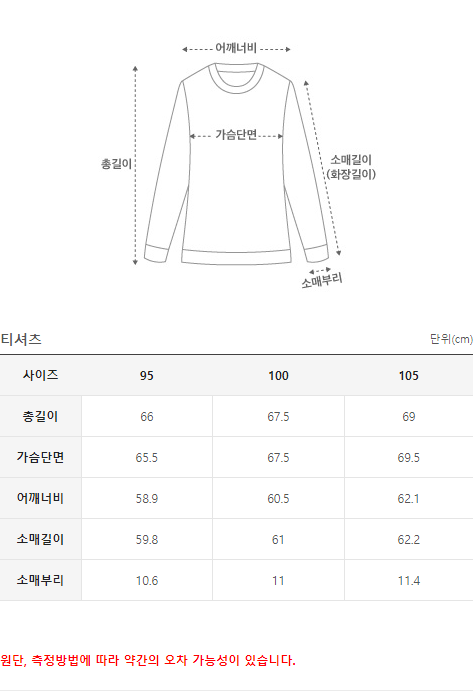 어깨너비
가슴단면
총길이
소매길이
(화장길이)
소매부리
티셔츠 단위(cm)
사이즈 95 100 105
총길이 66 67.5 69
가슴단면 65.5 67.5 69.5
어깨너비 58.9 60.5 62.1
소매길이 59.8 61 62.2
소매부리 10.6 11 11.4
원단, 측정방법에 따라 약간의 오차 가능성이 있습니다.